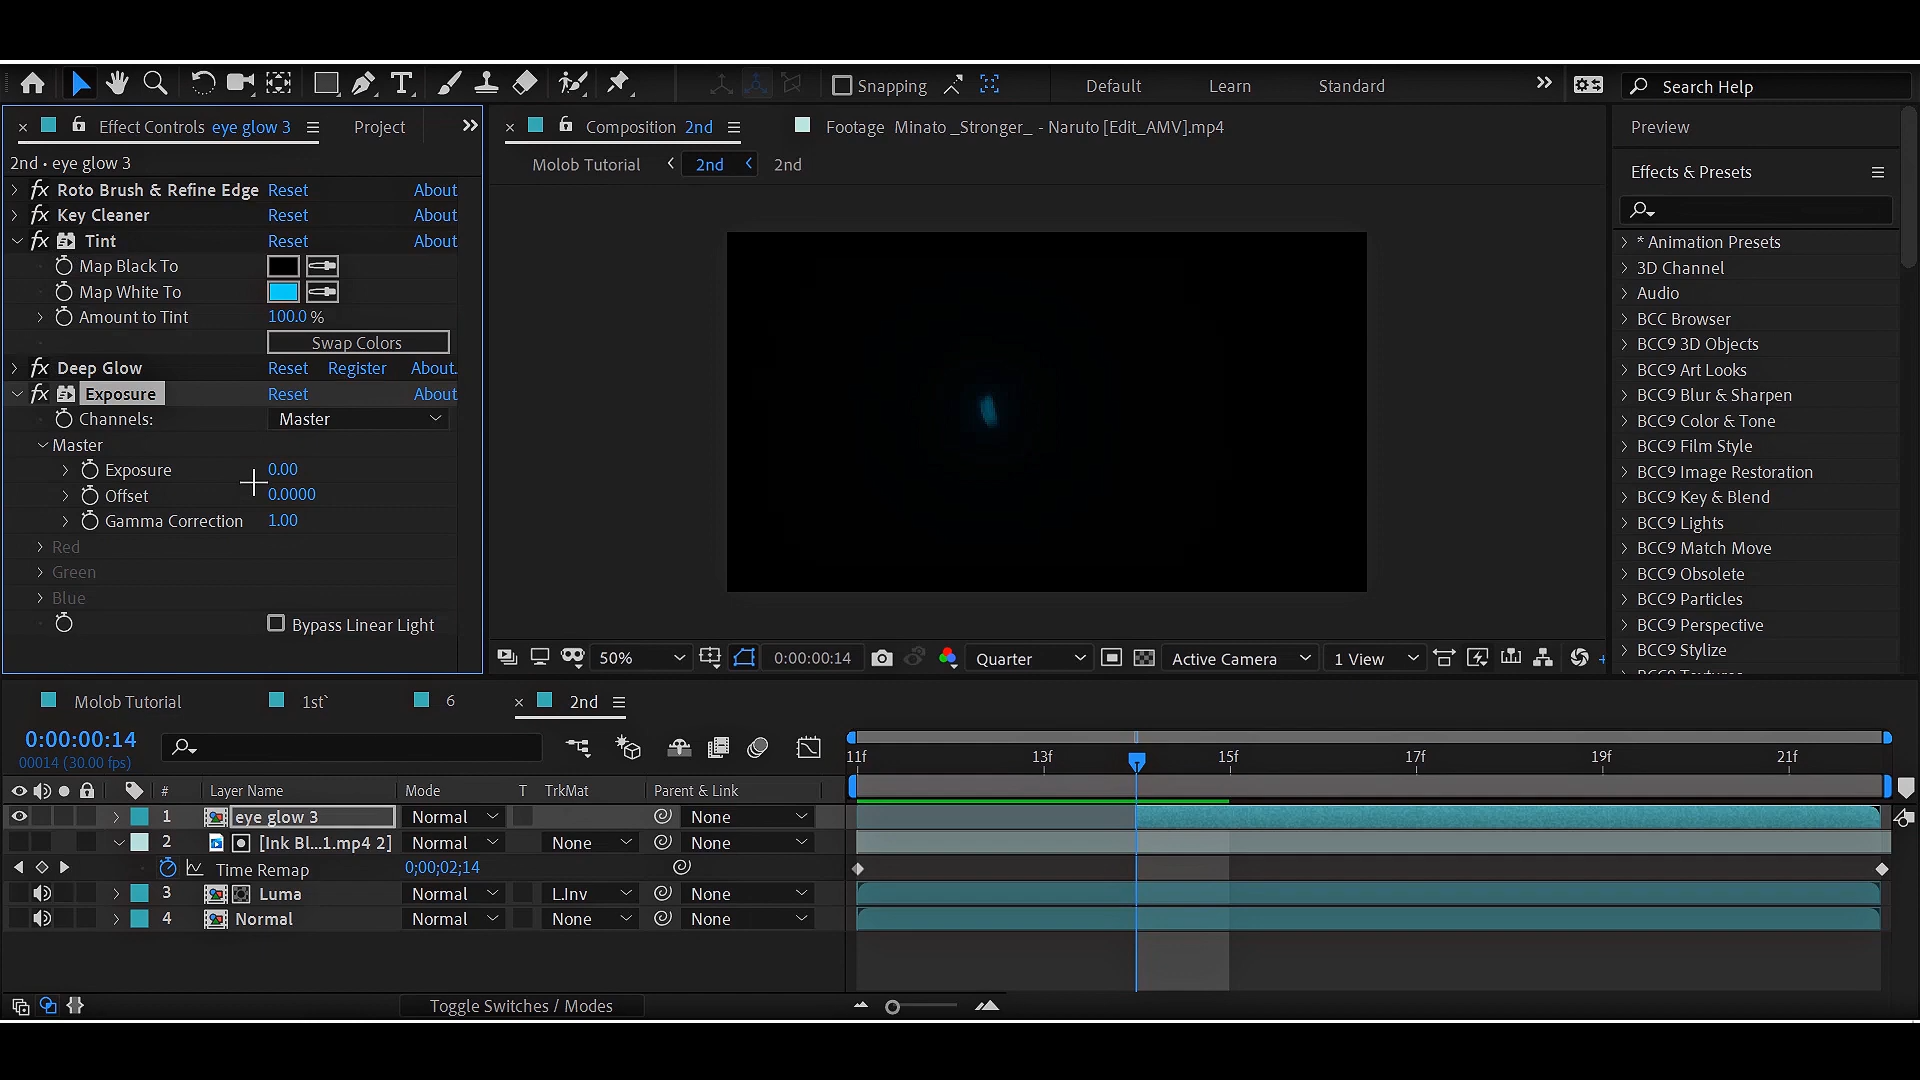 Snapping
Default
Learn
Standard
Search Help
Effect Controls eye glow 3
Project
Composition 2nd
Footage Minato _Stronger_ - Naruto [Edit_AMV].mp4
Preview
2nd • eye glow 3
Molob Tutorial
2nd
2nd
Effects & Presets
fx Roto Brush & Refine Edge Reset About
fx Key Cleaner Reset About
fx Tint Reset About
Map Black To
Map White To
Amount to Tint 100.0 %
Swap Colors
fx Deep Glow Reset Register About.
fx Exposure Reset About
Channels: Master
Master
Exposure 0.00
Offset 0.0000
Gamma Correction 1.00
Red
Green
Blue
Bypass Linear Light
* Animation Presets
3D Channel
Audio
BCC Browser
BCC9 3D Objects
BCC9 Art Looks
BCC9 Blur & Sharpen
BCC9 Color & Tone
BCC9 Film Style
BCC9 Image Restoration
BCC9 Key & Blend
BCC9 Lights
BCC9 Match Move
BCC9 Obsolete
BCC9 Particles
BCC9 Perspective
BCC9 Stylize
50%
0:00:00:14
Quarter
Active Camera
1 View
Molob Tutorial
1st`
6
2nd
0:00:00:14
00014 (30.00 fps)
11f 13f 15f 17f 19f 21f
# Layer Name Mode T TrkMat Parent & Link
1 eye glow 3 Normal None
2 [Ink Bl...1.mp4 2] Normal None None
Time Remap 0;00;02;14
3 Luma Normal L.Inv None
4 Normal Normal None None
Toggle Switches / Modes